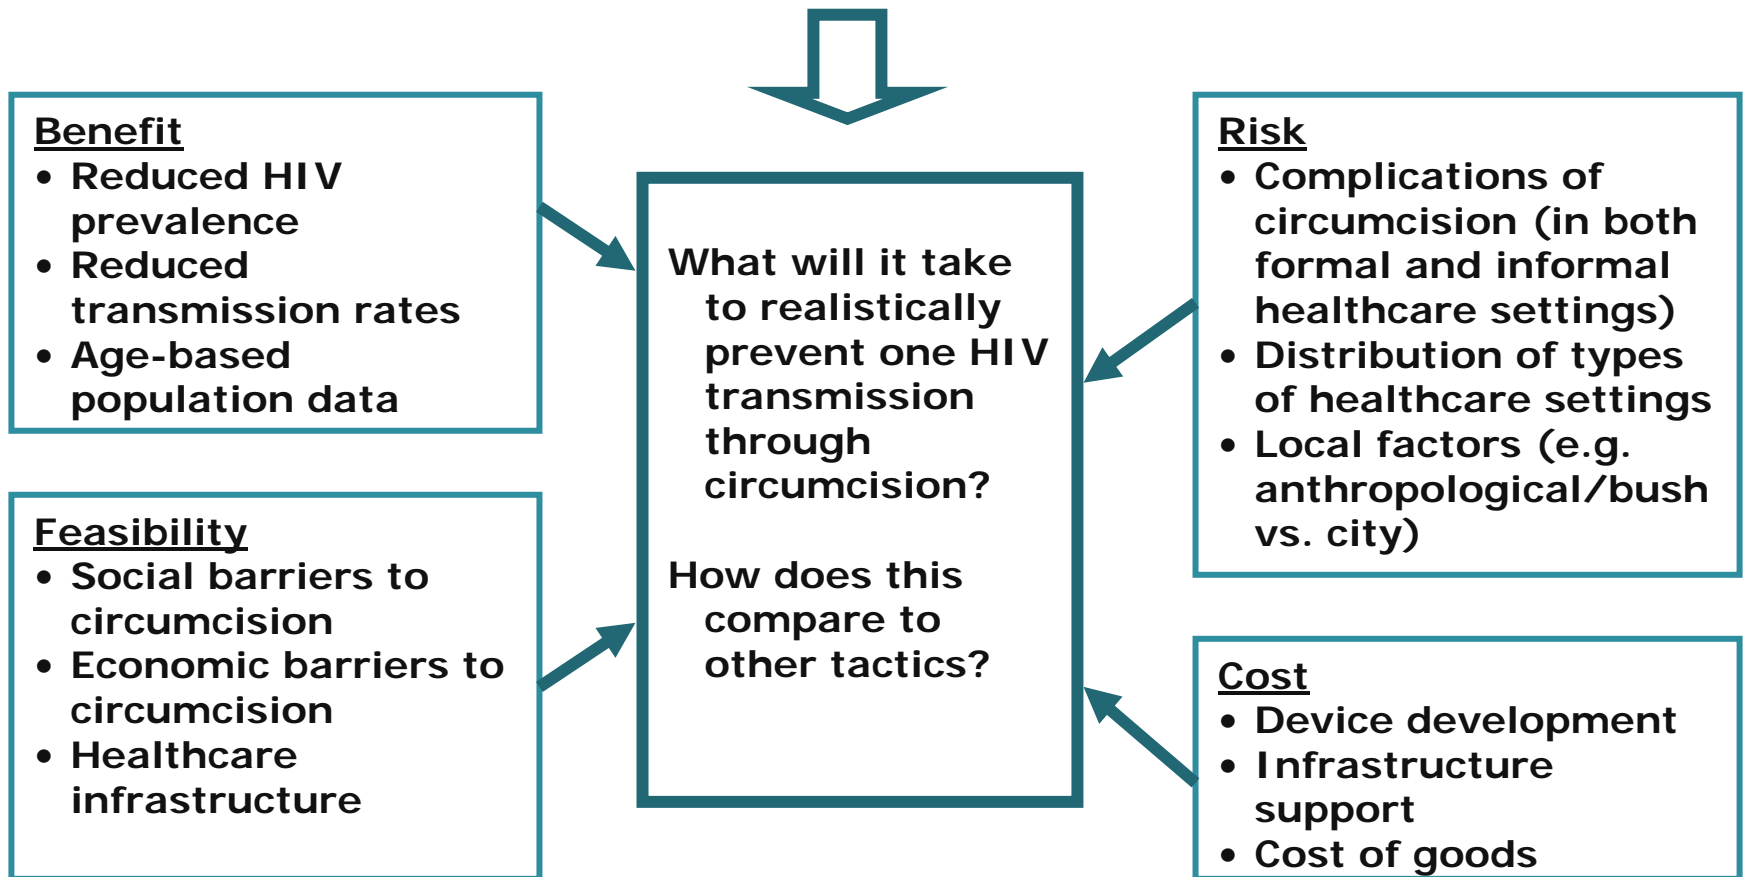 Benefit
• Reduced HIV
prevalence
• Reduced
transmission rates
• Age-based
population data
Feasibility
• Social barriers to
circumcision
• Economic barriers to
circumcision
• Healthcare
infrastructure
What will it take
to realistically
prevent one HIV
transmission
through
circumcision?
How does this
compare to
other tactics?
Risk
• Complications of
circumcision (in both
formal and informal
healthcare settings)
• Distribution of types
of healthcare settings
• Local factors (e.g.
anthropological/bush
vs. city)
Cost
• Device development
• Infrastructure
support
• Cost of goods